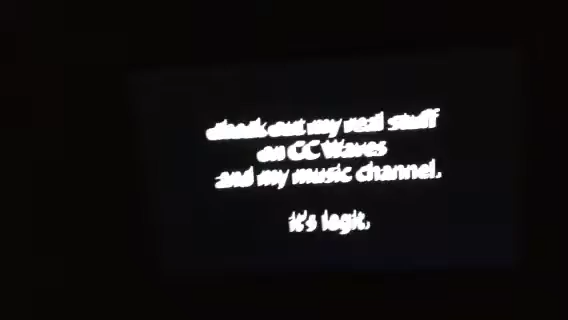 check out my real stuff
on CC Waves
and my music channel.
it's legit.